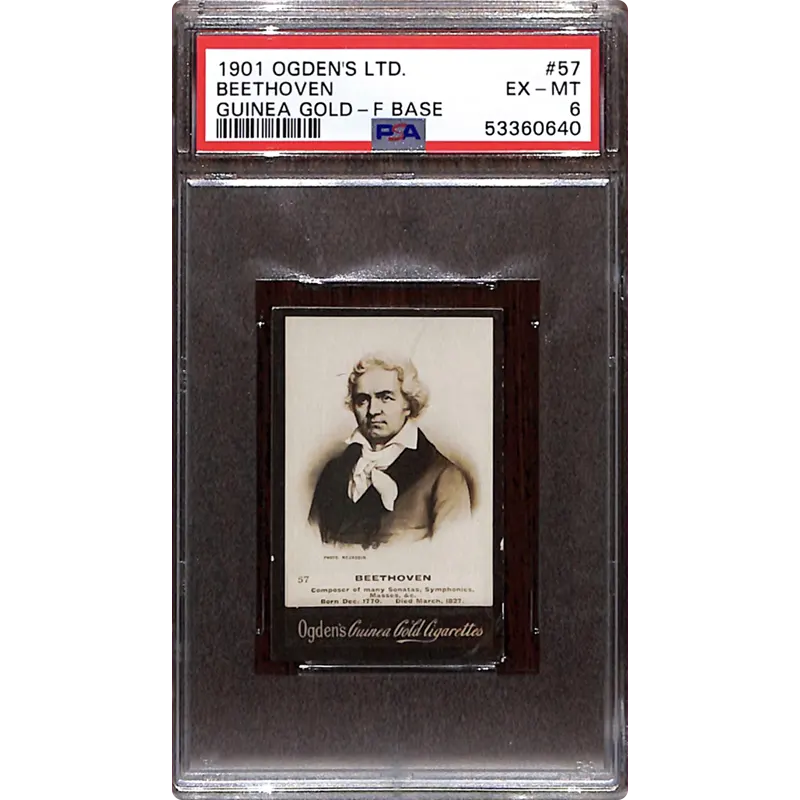 1901 OGDEN'S LTD. #57
BEETHOVEN EX - MT
GUINEA GOLD - F BASE 6
PSA 53360640
57 BEETHOVEN
Composer of many Sonatas, Symphonies,
Masses, &c.
Born Dec. 1770. Died March, 1827.
Ogden's Guinea Gold Cigarettes